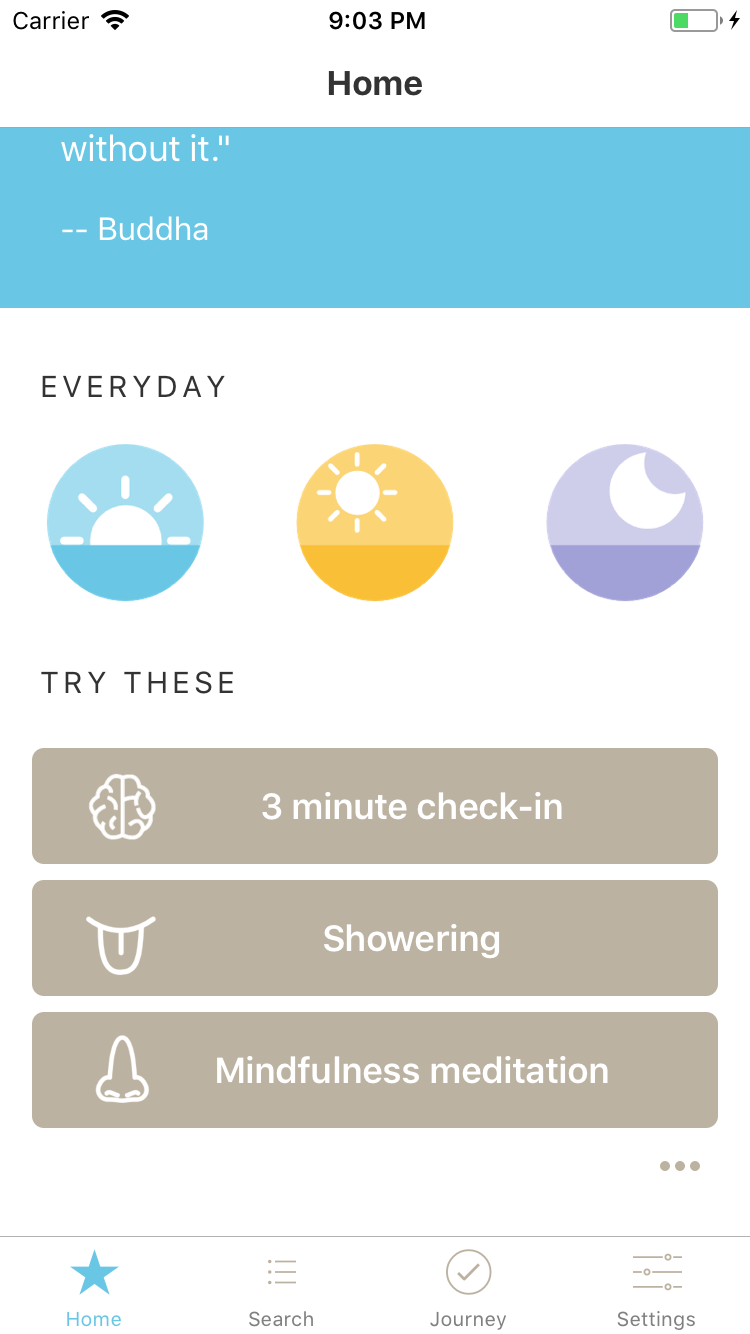 Carrier 9:03 PM
Home
without it."
-- Buddha
EVERYDAY
TRY THESE
3 minute check-in
Showering
Mindfulness meditation
Home Search Journey Settings